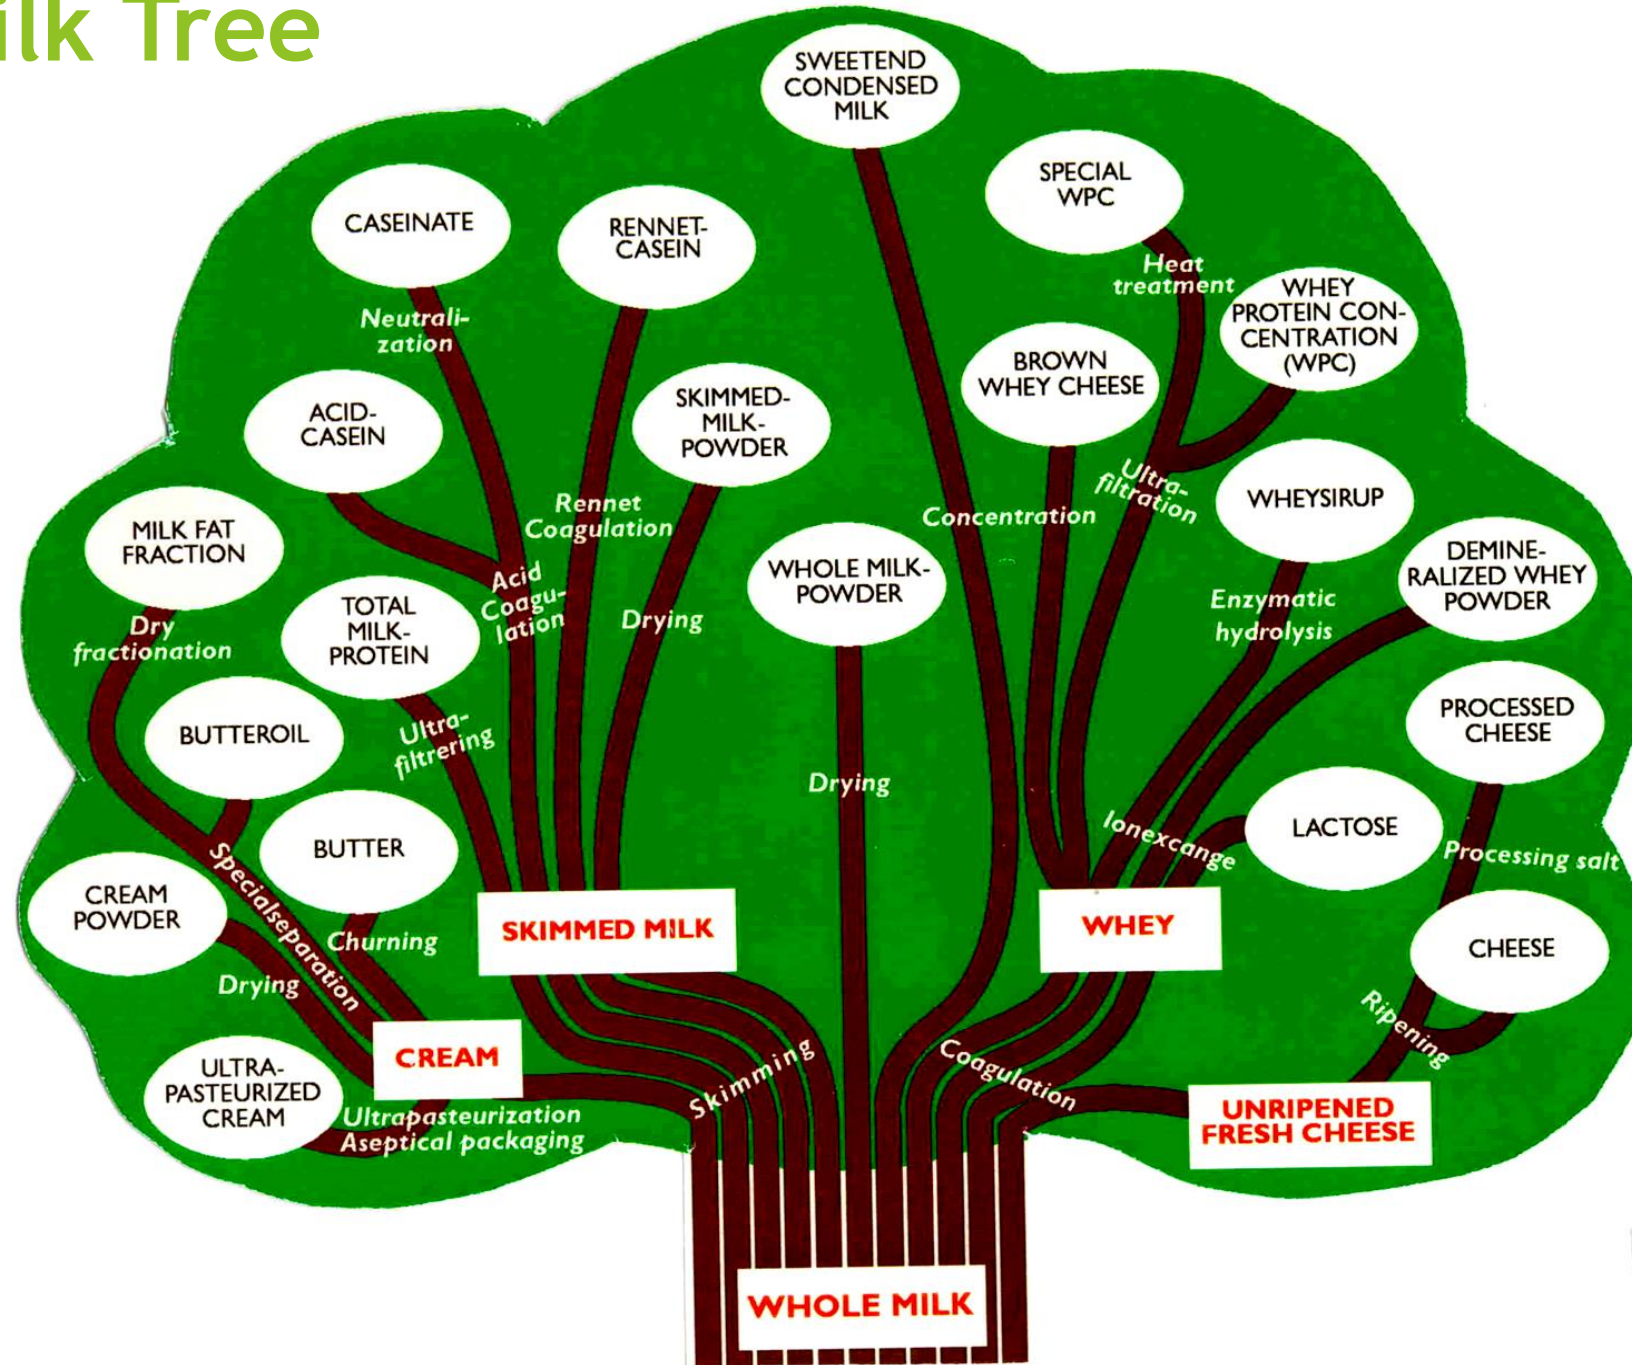 ilk Tree
SWEETEND
CONDENSED
MILK
SPECIAL
WPC
CASEINATE
RENNET-
CASEIN
Heat
treatment
WHEY
PROTEIN CON-
CENTRATION
(WPC)
Neutrali-
zation
BROWN
WHEY CHEESE
ACID-
CASEIN
SKIMMED-
MILK-
POWDER
Ultra-
filtration
WHEYSIRUP
Rennet
Coagulation
Concentration
MILK FAT
FRACTION
DEMINE-
RALIZED WHEY
POWDER
WHOLE MILK-
POWDER
Acid
Coagu-
lation
Enzymatic
hydrolysis
TOTAL
MILK-
PROTEIN
Drying
Dry
fractionation
BUTTEROIL
Ultra-
filtrering
PROCESSED
CHEESE
Drying
LACTOSE
Ionexcange
BUTTER
Processing salt
CREAM
POWDER
Specialseparation
Churning
SKIMMED MILK
WHEY
CHEESE
Drying
Ripening
CREAM
Skimming
Coagulation
ULTRA-
PASTEURIZED
CREAM
Ultrapasteurization
Aseptical packaging
UNRIPENED
FRESH CHEESE
WHOLE MILK